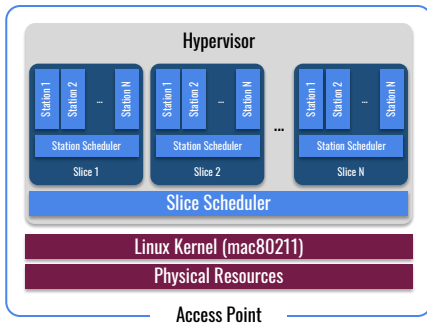 Hypervisor
Station 1
Station 2
...
Station N
Station Scheduler
Slice 1
Station 1
Station 2
...
Station N
Station Scheduler
Slice 2
...
Station 1
Station 2
...
Station N
Station Scheduler
Slice N
Slice Scheduler
Linux Kernel (mac80211)
Physical Resources
Access Point